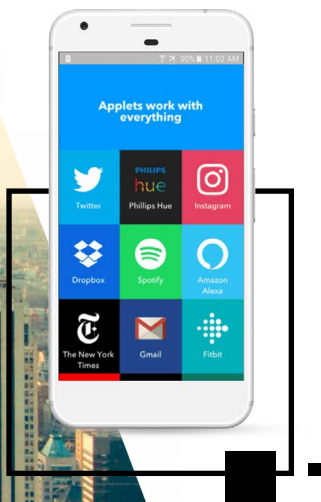 90% 11:02 AM
Applets work with
everything
PHILIPS
hue
Twitter
Phillips Hue
Instagram
Dropbox
Spotify
Amazon
Alexa
The New York
Times
Gmail
Fitbit